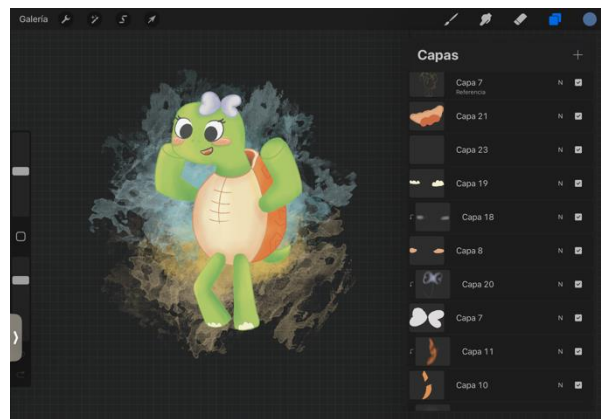 Galería
Capas
Capa 7
N
Referencia
Capa 21
N
Capa 23
N
Capa 19
N
Capa 18
N
Capa 8
N
Capa 20
N
Capa 7
N
Capa 11
N
Capa 10
N